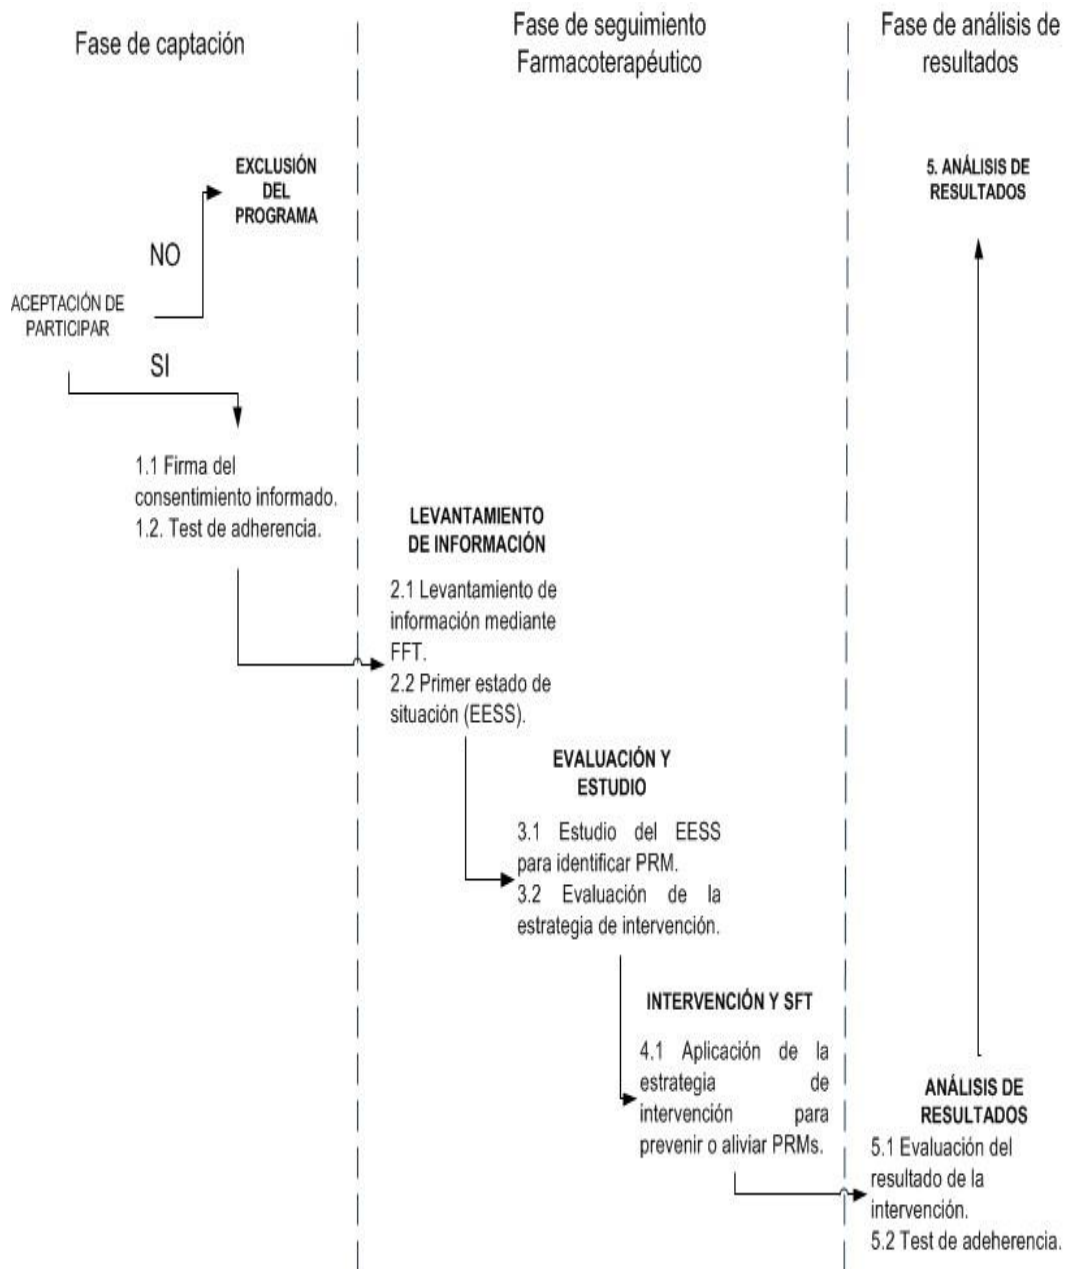 Fase de captación
Fase de seguimiento
Farmacoterapéutico
Fase de análisis de
resultados
EXCLUSIÓN
DEL
PROGRAMA
NO
ACEPTACIÓN DE
PARTICIPAR
SI
1.1 Firma del
consentimiento informado.
1.2. Test de adherencia.
LEVANTAMIENTO
DE INFORMACIÓN
2.1 Levantamiento de
información mediante
FFT.
2.2 Primer estado de
situación (EESS).
EVALUACIÓN Y
ESTUDIO
3.1 Estudio del EESS
para identificar PRM.
3.2 Evaluación de la
estrategia de intervención.
INTERVENCIÓN Y SFT
4.1 Aplicación de la
estrategia de
intervención para
prevenir o aliviar PRMs.
5. ANÁLISIS DE
RESULTADOS
ANÁLISIS DE
RESULTADOS
5.1 Evaluación del
resultado de la
intervención.
5.2 Test de adeherencia.